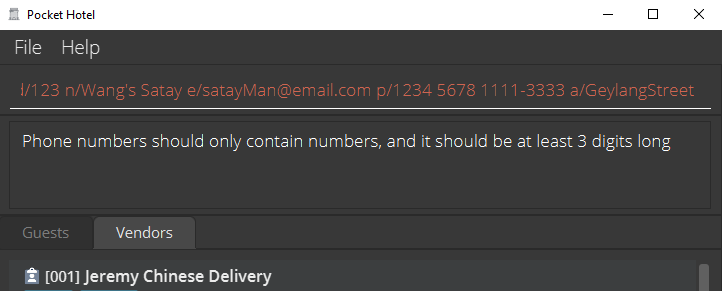 Pocket Hotel
File Help
/123 n/Wang's Satay e/satayMan@email.com p/1234 5678 1111-3333 a/GeylangStreet
Phone numbers should only contain numbers, and it should be at least 3 digits long
Guests Vendors
[001] Jeremy Chinese Delivery